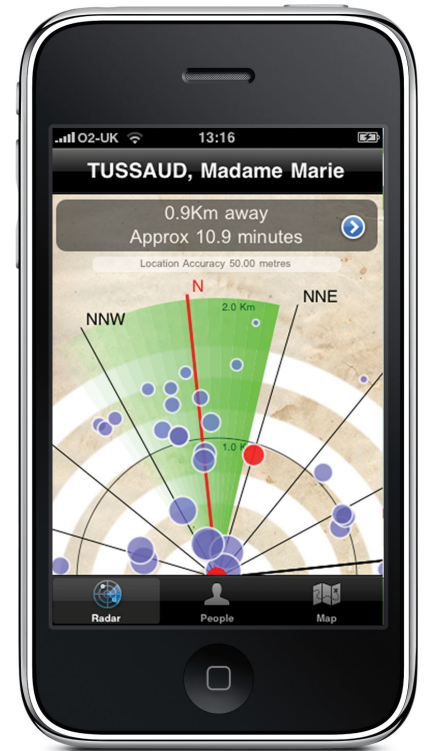 O2-UK 13:16
TUSSAUD, Madame Marie
0.9Km away
Approx 10.9 minutes
Location Accuracy 50.00 metres
N
2.0 Km
NNE
NNW
1.0 K
Radar People Map